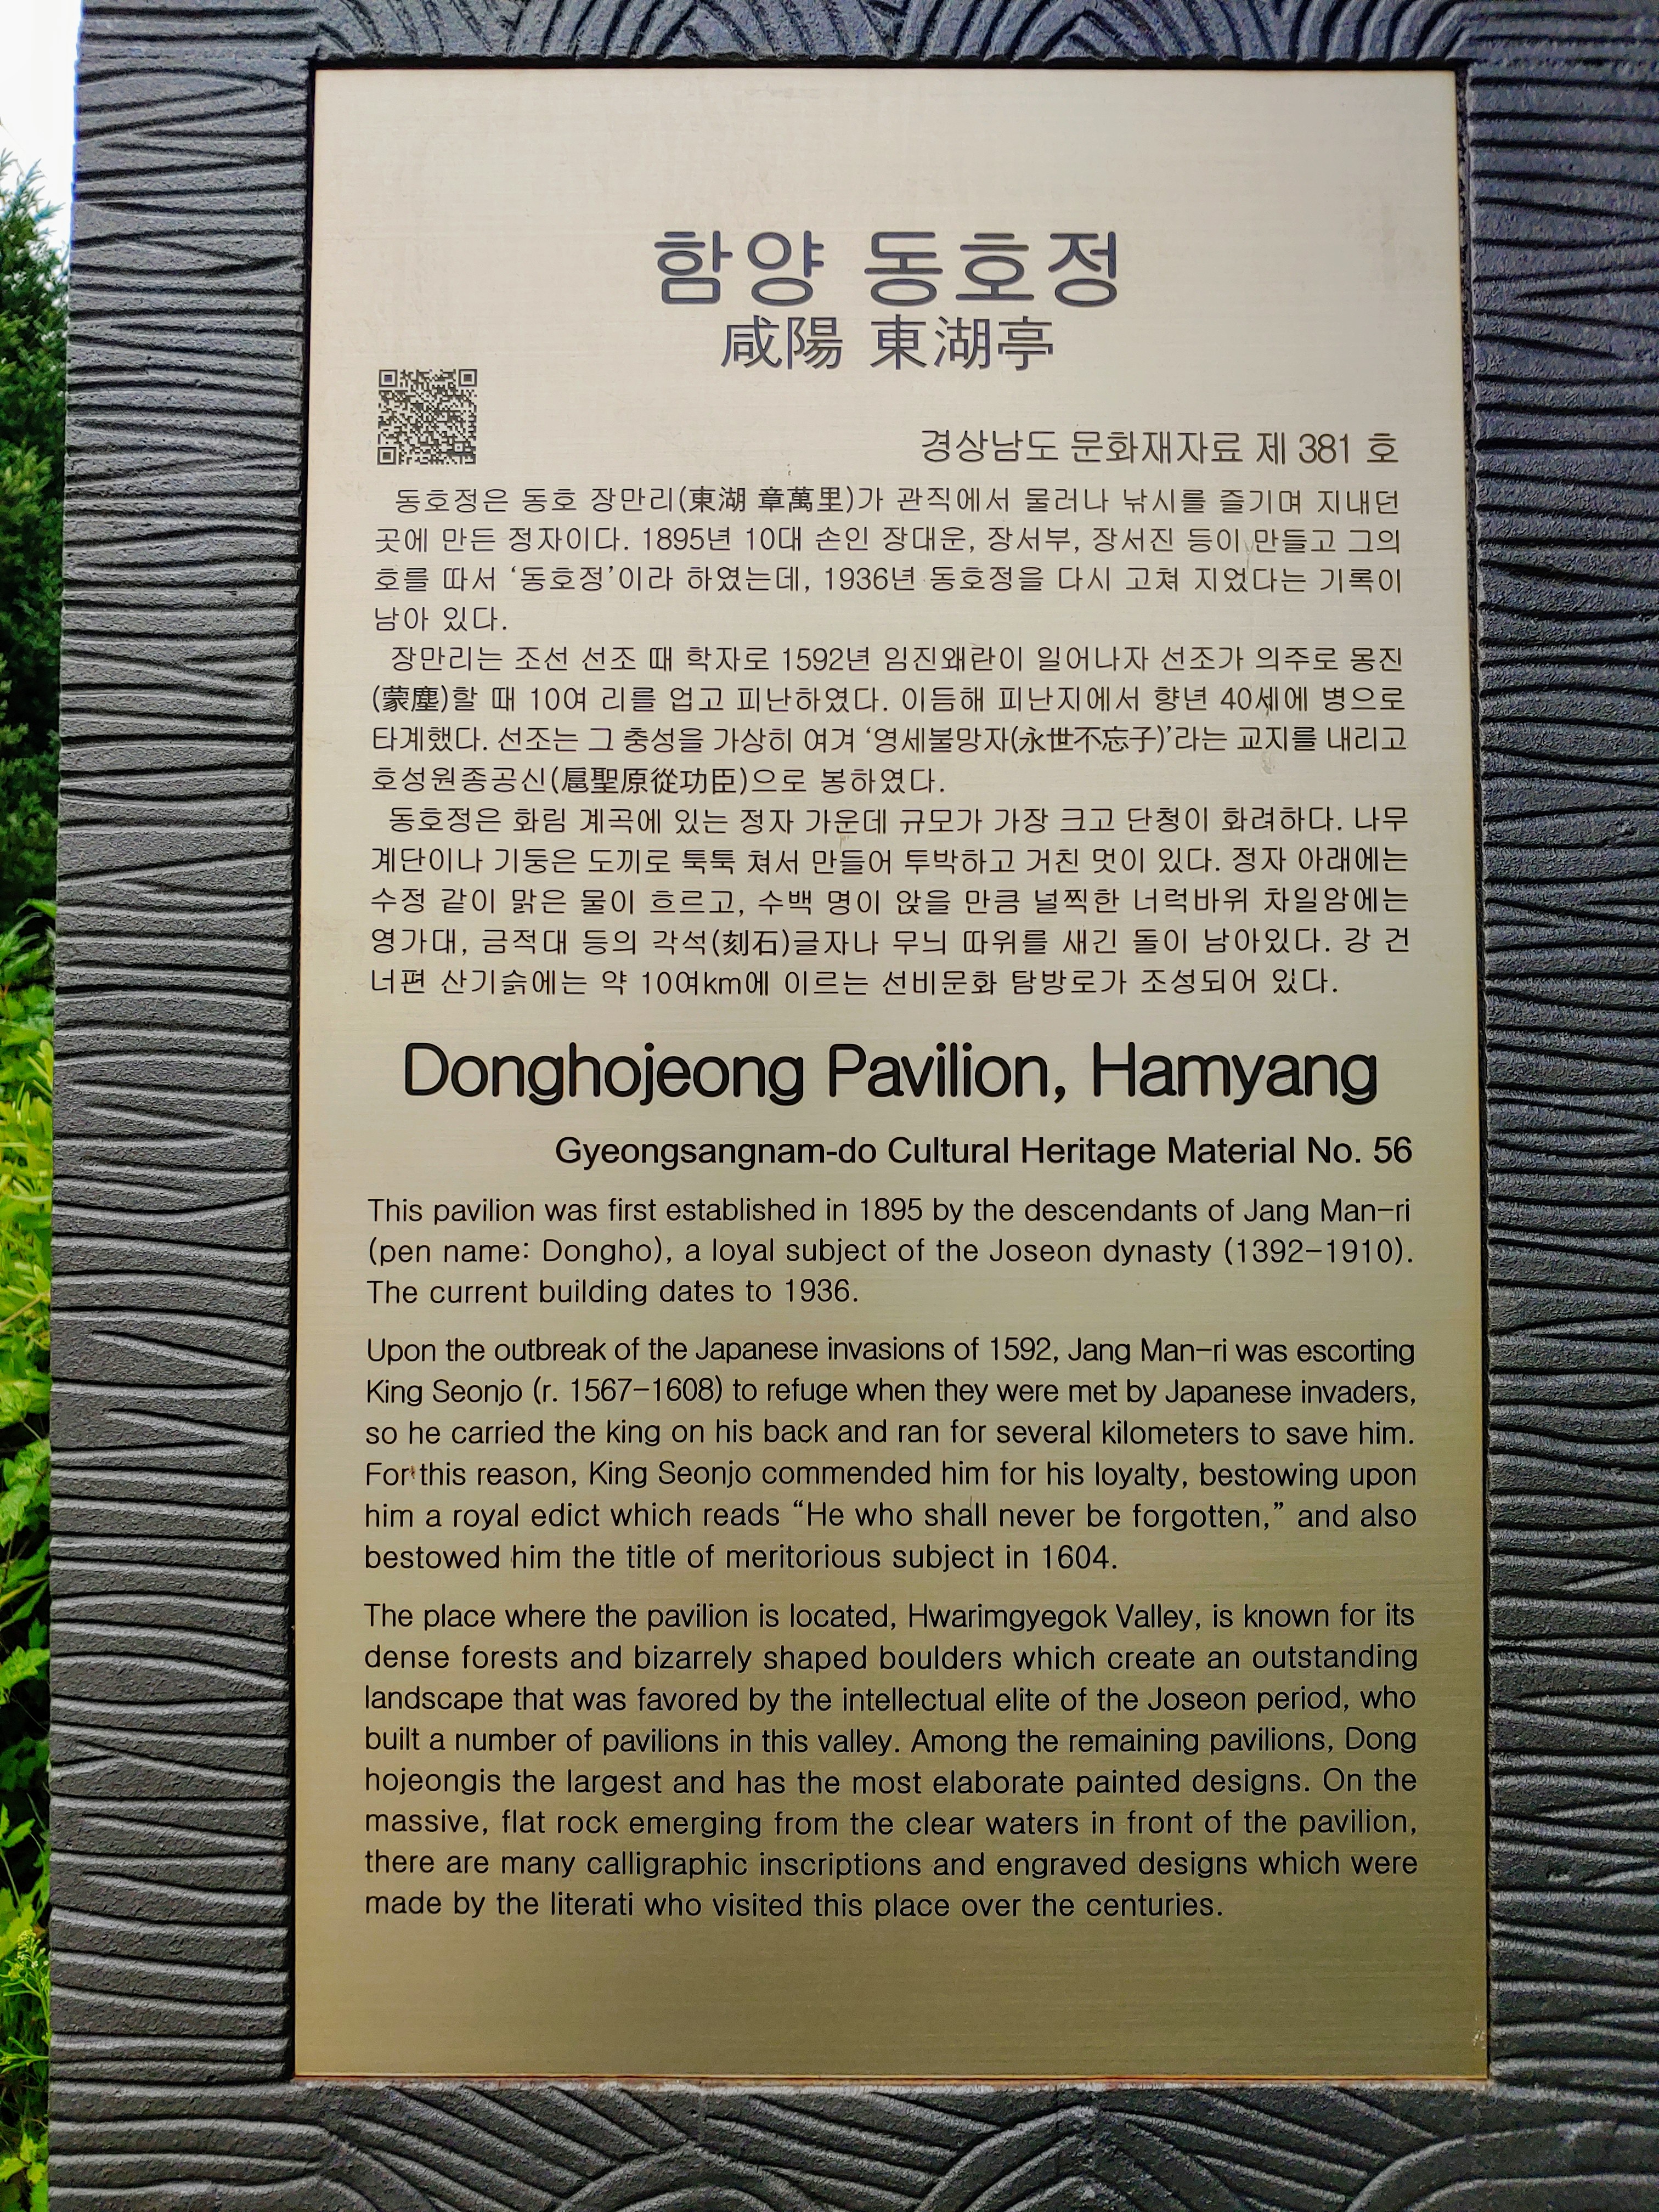 함양 동호정
咸陽 東湖亭
경상남도 문화재자료 제 381 호
동호정은 동호 장만리(東湖 章萬里)가 관직에서 물러나 낚시를 즐기며 지내던
곳에 만든 정자이다. 1895년 10대 손인 장대운, 장서부, 장서진 등이 만들고 그의
호를 따서 ‘동호정’이라 하였는데, 1936년 동호정을 다시 고쳐 지었다는 기록이
남아 있다.
장만리는 조선 선조 때 학자로 1592년 임진왜란이 일어나자 선조가 의주로 몽진
(蒙塵)할 때 10여 리를 업고 피난하였다. 이듬해 피난지에서 향년 40세에 병으로
타계했다. 선조는 그 충성을 가상히 여겨 ‘영세불망자(永世不忘子)’라는 교지를 내리고
호성원종공신(扈聖原從功臣)으로 봉하였다.
동호정은 화림 계곡에 있는 정자 가운데 규모가 가장 크고 단청이 화려하다. 나무
계단이나 기둥은 도끼로 툭툭 쳐서 만들어 투박하고 거친 멋이 있다. 정자 아래에는
수정 같이 맑은 물이 흐르고, 수백 명이 앉을 만큼 널찍한 너럭바위 차일암에는
영가대, 금적대 등의 각석(刻石)글자나 무늬 따위를 새긴 돌이 남아있다. 강 건
너편 산기슭에는 약 10여km에 이르는 선비문화 탐방로가 조성되어 있다.
Donghojeong Pavilion, Hamyang
Gyeongsangnam-do Cultural Heritage Material No. 56
This pavilion was first established in 1895 by the descendants of Jang Man-ri
(pen name: Dongho), a loyal subject of the Joseon dynasty (1392-1910).
The current building dates to 1936.
Upon the outbreak of the Japanese invasions of 1592, Jang Man-ri was escorting
King Seonjo (r. 1567-1608) to refuge when they were met by Japanese invaders,
so he carried the king on his back and ran for several kilometers to save him.
For this reason, King Seonjo commended him for his loyalty, bestowing upon
him a royal edict which reads “He who shall never be forgotten,” and also
bestowed him the title of meritorious subject in 1604.
The place where the pavilion is located, Hwarimgyegok Valley, is known for its
dense forests and bizarrely shaped boulders which create an outstanding
landscape that was favored by the intellectual elite of the Joseon period, who
built a number of pavilions in this valley. Among the remaining pavilions, Dong
hojeongis the largest and has the most elaborate painted designs. On the
massive, flat rock emerging from the clear waters in front of the pavilion,
there are many calligraphic inscriptions and engraved designs which were
made by the literati who visited this place over the centuries.